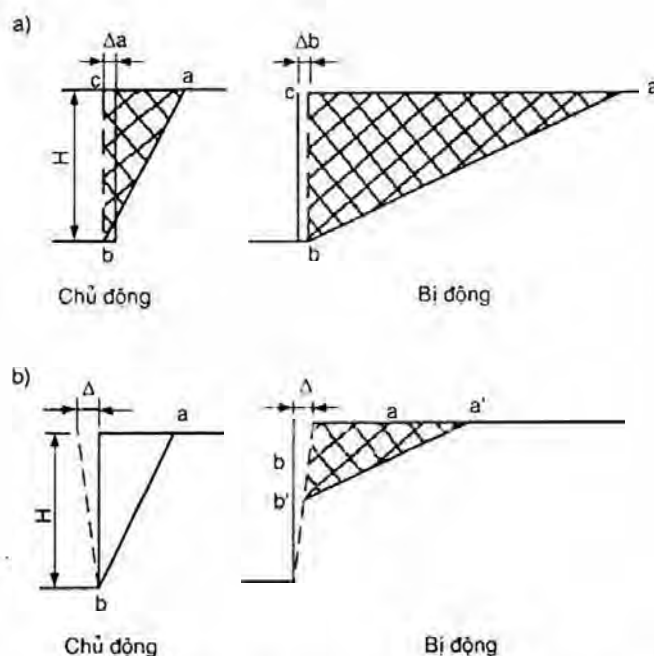 a)
Δa
c
a
H
b
Chủ động
Δb
c
a
b
Bị động
b)
Δ
a
H
b
Chủ động
Δ
a
a'
b
b'
Bị động